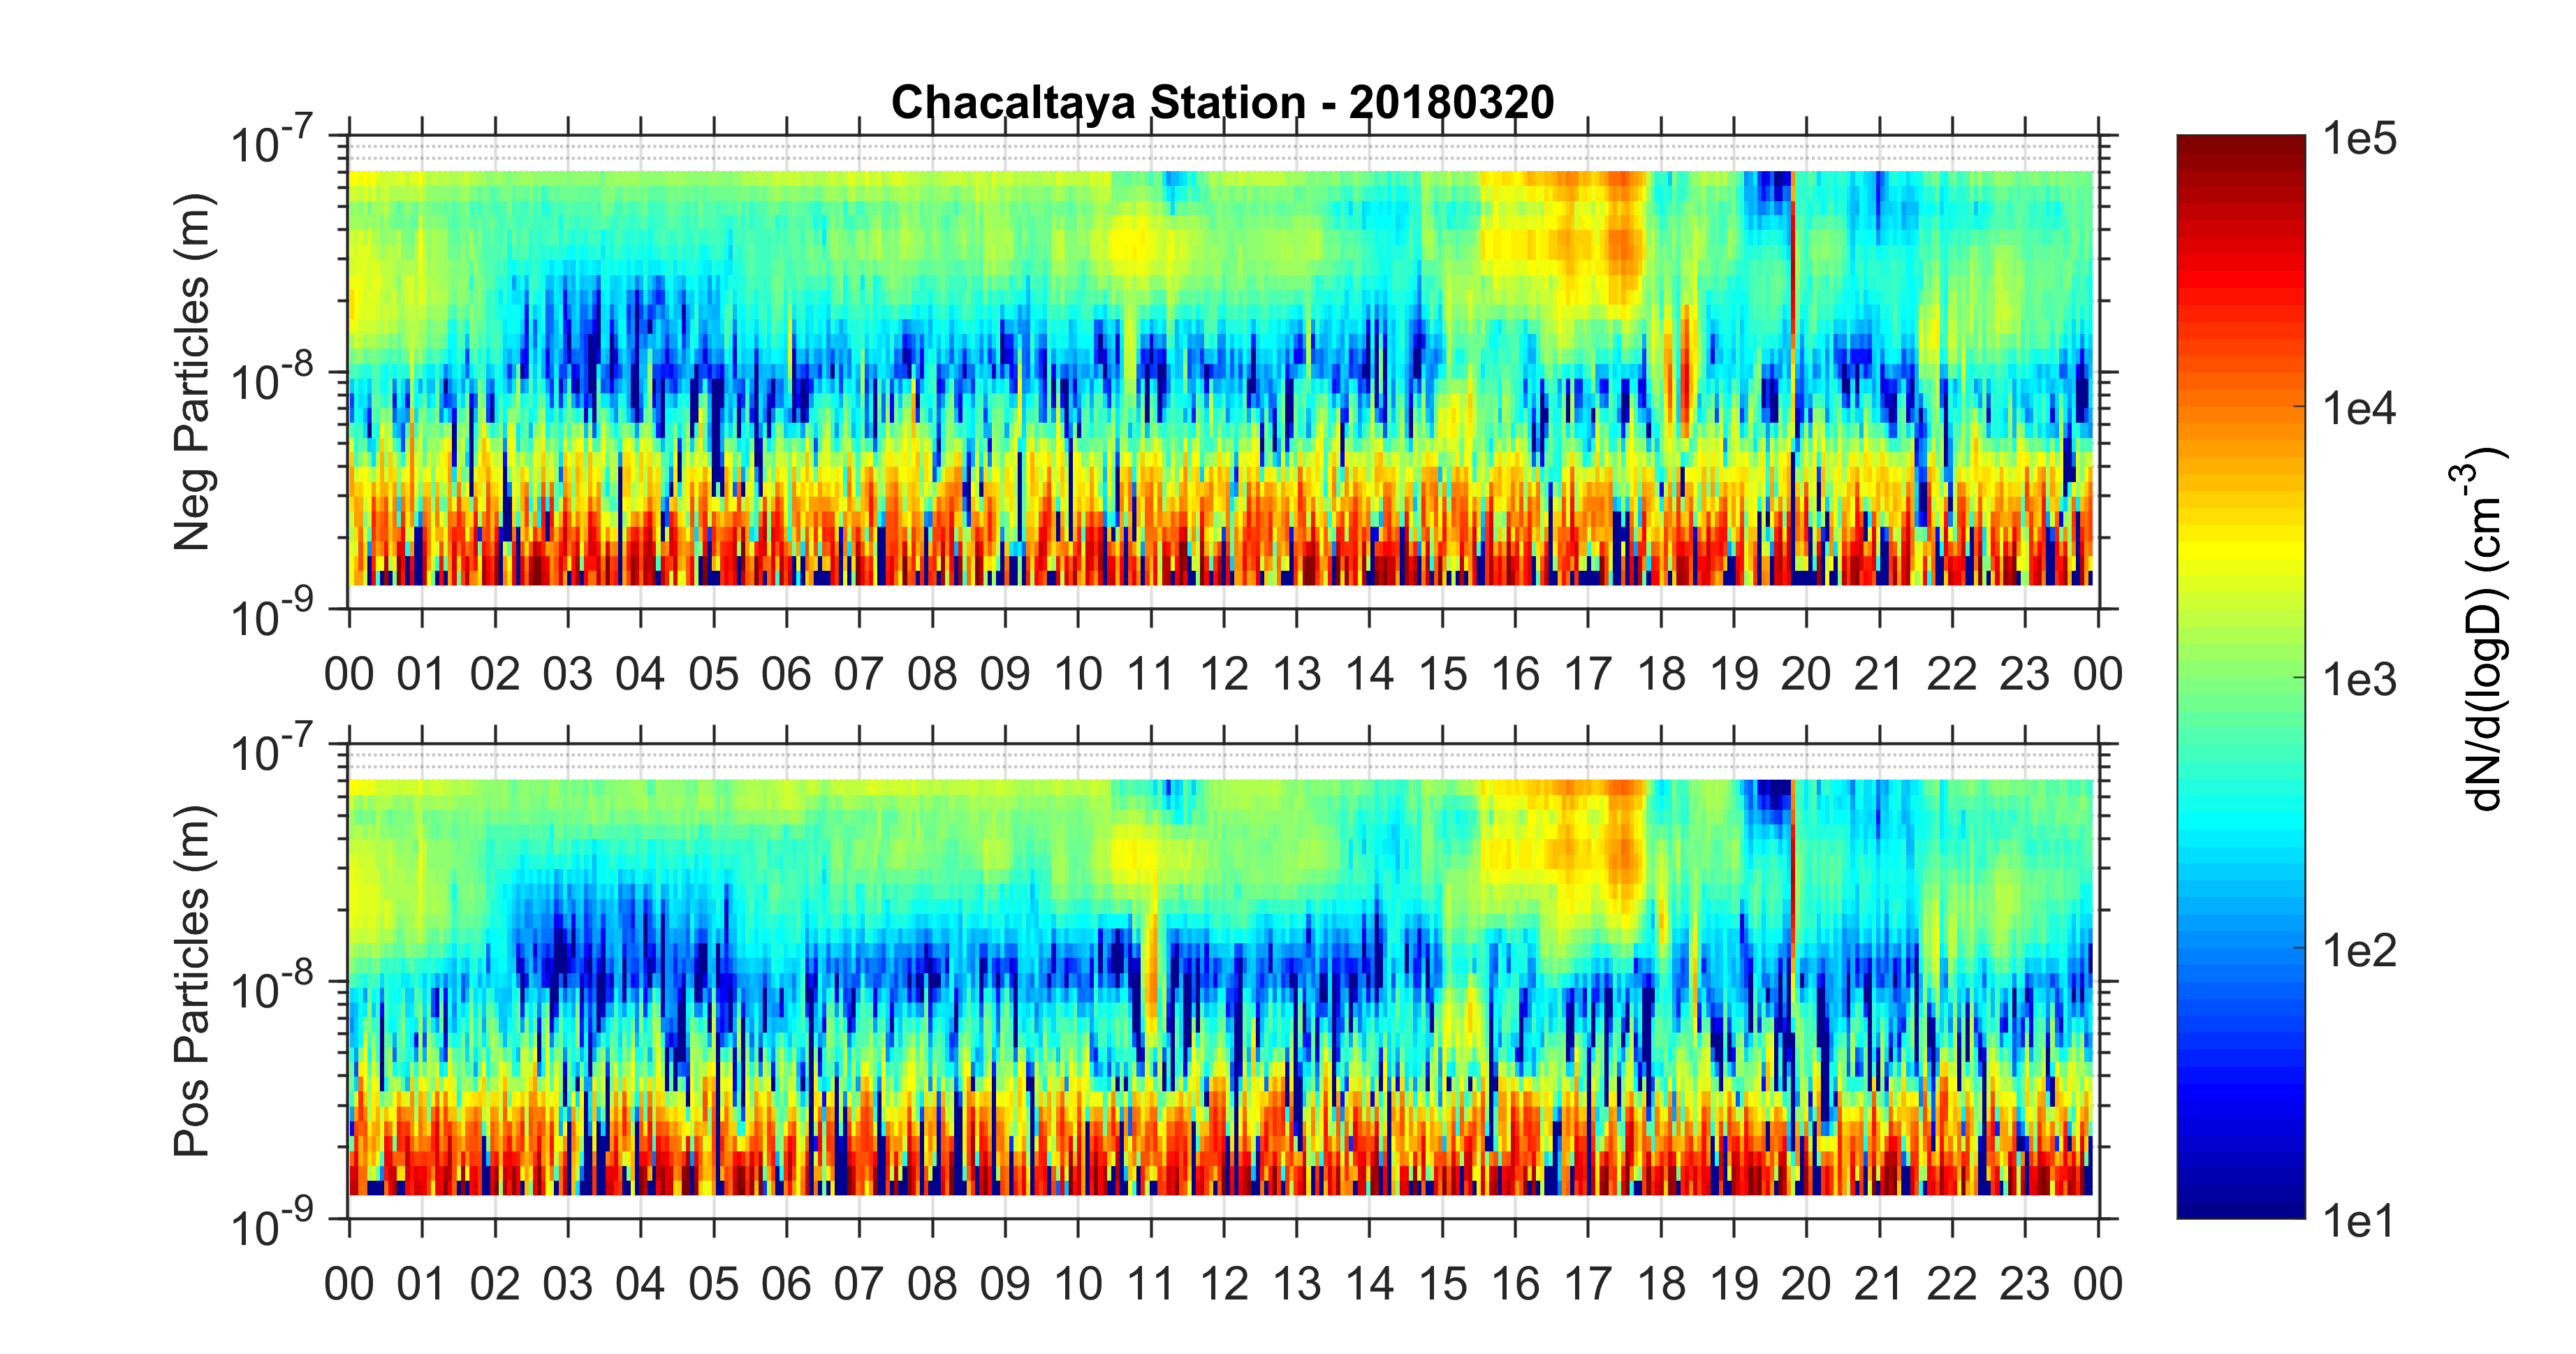 Chacaltaya Station - 20180320
Neg Particles (m)
10-7
10-8
10-9
00 01 02 03 04 05 06 07 08 09 10 11 12 13 14 15 16 17 18 19 20 21 22 23 00
Pos Particles (m)
10-7
10-8
10-9
00 01 02 03 04 05 06 07 08 09 10 11 12 13 14 15 16 17 18 19 20 21 22 23 00
1e5
1e4
1e3
1e2
1e1
dN/d(logD) (cm-3)